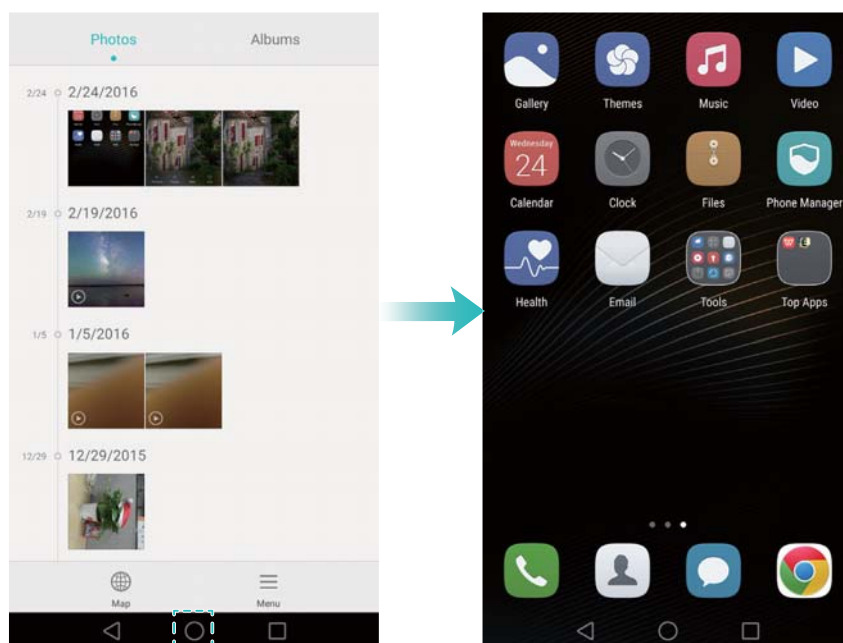 Photos Albums
2/24 2/24/2016
2/19 2/19/2016
1/5 1/5/2016
12/29 12/29/2015
Map Menu
Gallery Themes Music Video
Wednesday
24
Calendar Clock Files Phone Manager
Health Email Tools Top Apps